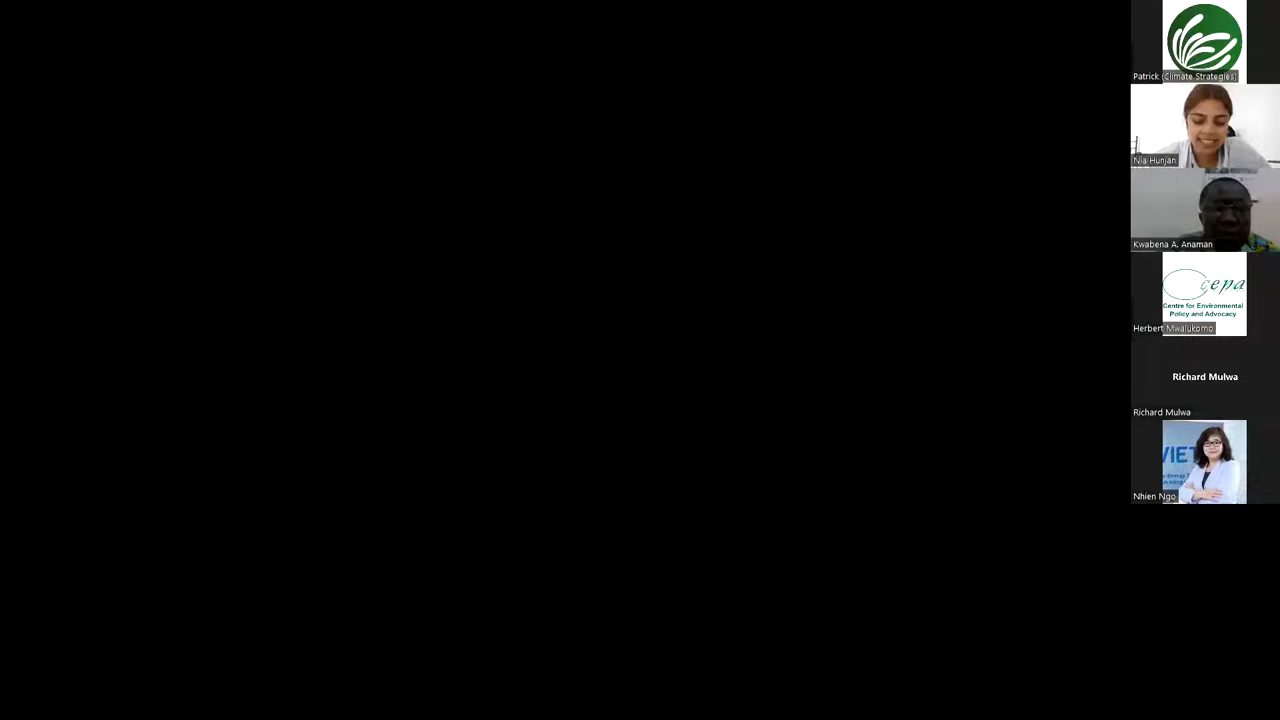 Patrick (Climate Strategies)
Nia Hunjan
Kwabena A. Anaman
cepa
Centre for Environmental
Policy and Advocacy
Herbert Mwalukomo
Richard Mulwa
Richard Mulwa
VIET
Nhien Ngo